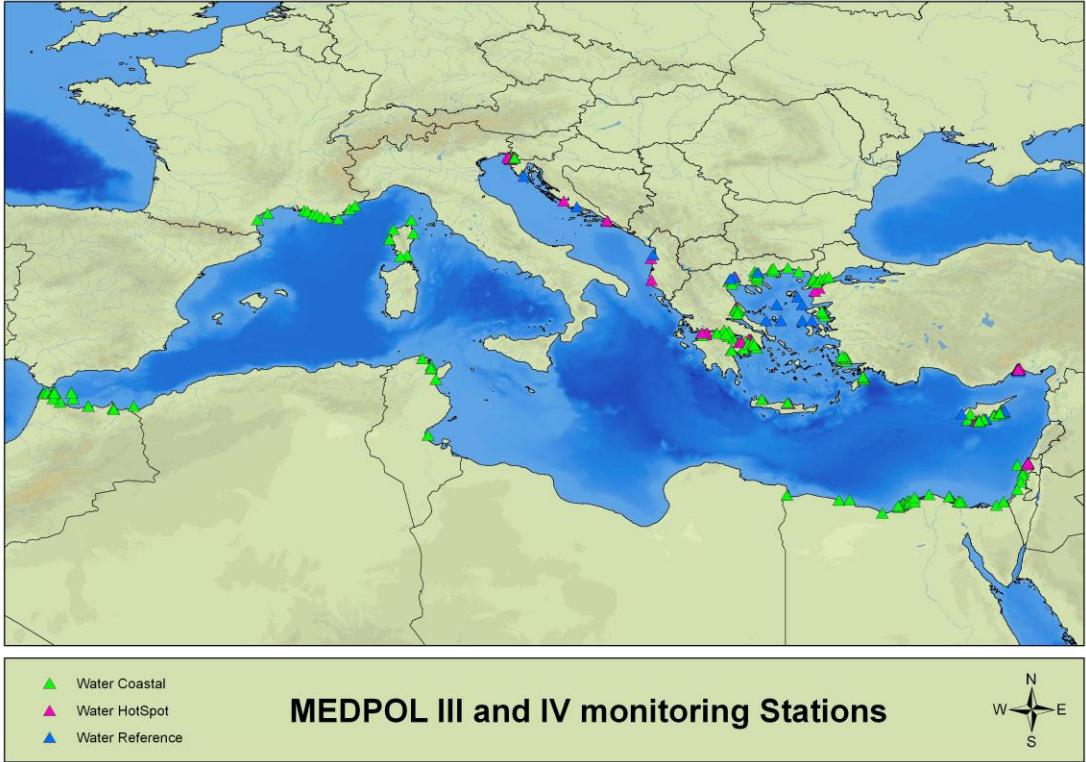 Water Coastal
Water HotSpot
Water Reference
MEDPOL III and IV monitoring Stations
N
W E
S